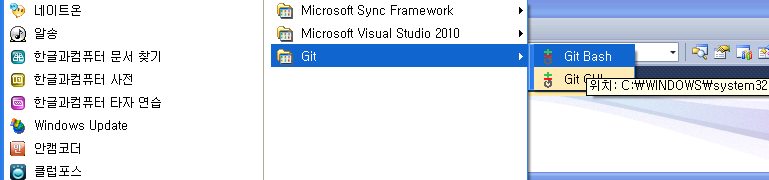 네이트온
알송
한글과컴퓨터 문서 찾기
한글과컴퓨터 사전
한글과컴퓨터 타자 연습
Windows Update
안캠코더
클럽포스
Microsoft Sync Framework
Microsoft Visual Studio 2010
Git
Git Bash
Git GUI
위치: C:₩WINDOWS₩system32